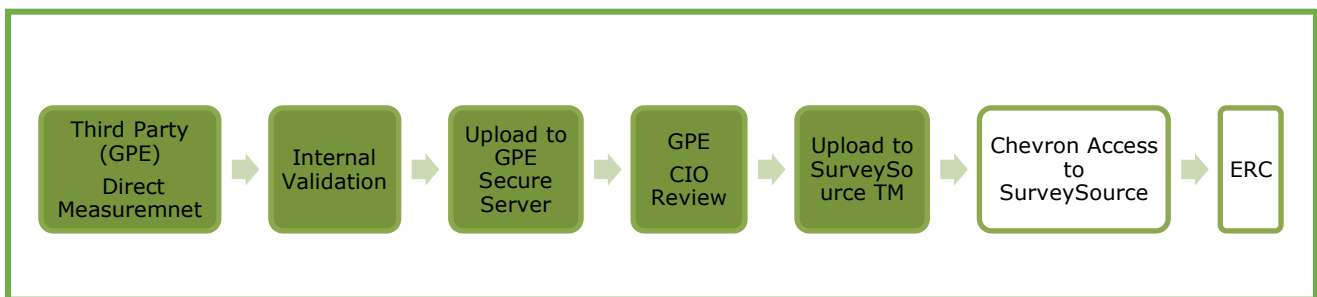 Third Party
(GPE)
Direct
Measuremnet
Internal
Validation
Upload to
GPE
Secure
Server
GPE
CIO
Review
Upload to
SurveySo
urce TM
Chevron Access
to
SurveySource
ERC